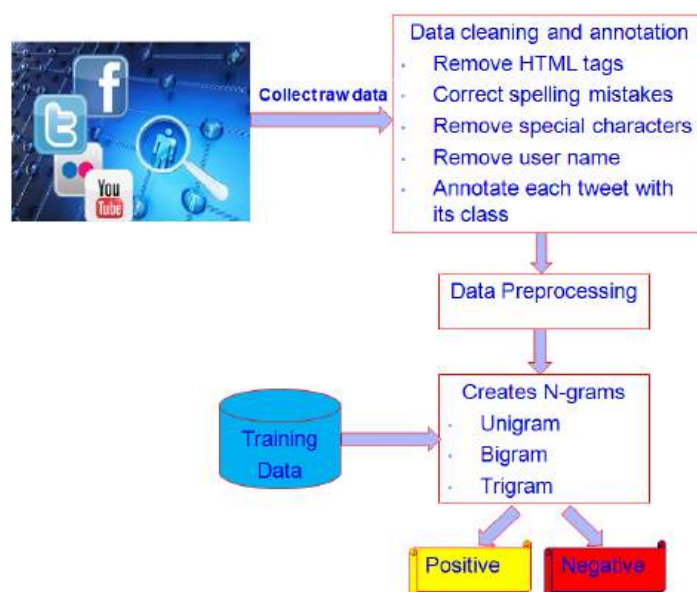 f
t
You
Tube
Collect raw data
Data cleaning and annotation
· Remove HTML tags
· Correct spelling mistakes
· Remove special characters
· Remove user name
· Annotate each tweet with
its class
Data Preprocessing
Training
Data
Creates N-grams
· Unigram
· Bigram
· Trigram
Positive
Negative